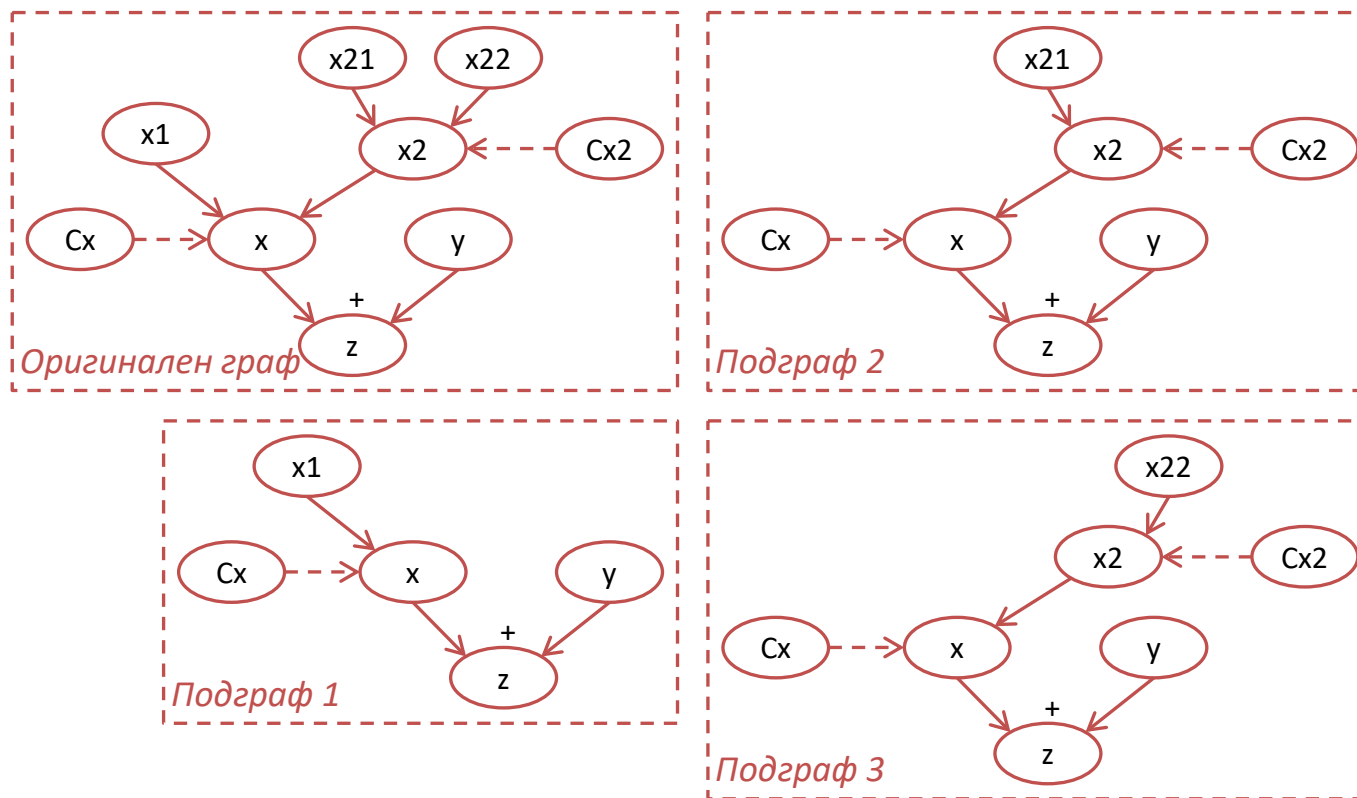 x21 x22
x1
x2 Cx2
Cx x y
+
z
Оригинален граф
x21
x2 Cx2
Cx x y
+
z
Подграф 2
x1
Cx x y
+
z
Подграф 1
x22
x2 Cx2
Cx x y
+
z
Подграф 3